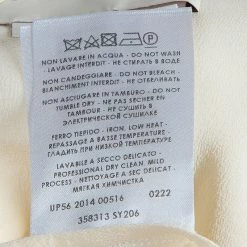 NON LAVARE IN ACQUA - DO NOT WASH
- LAVAGE INTERDIT - НЕ СТИРАТЬ В ВОДЕ
NON CANDEGGIARE - DO NOT BLEACH -
BLANCHIMENT INTERDIT - НЕ ОТБЕЛИВАТЬ
NON ASCIUGARE IN TAMBURO - DO NOT
TUMBLE DRY - NE PAS SECHER EN
TAMBOUR - НЕ СУШИТЬ В
ЭЛЕКТРИЧЕСКОЙ СУШИЛКЕ
FERRO TIEPIDO - IRON, LOW HEAT -
REPASSAGE A BASSE TEMPERATURE -
УТЮЖИТЬ ПРИ НИЗКОЙ ТЕМПЕРАТУРЕ
LAVABILE A SECCO DELICATO -
PROFESSIONAL DRY CLEANING. MILD
PROCESS - NETTOYAGE A SEC DELICAT -
МЯГКАЯ ХИМЧИСТКА
UP56 2014 00516 0222
358313 SY206